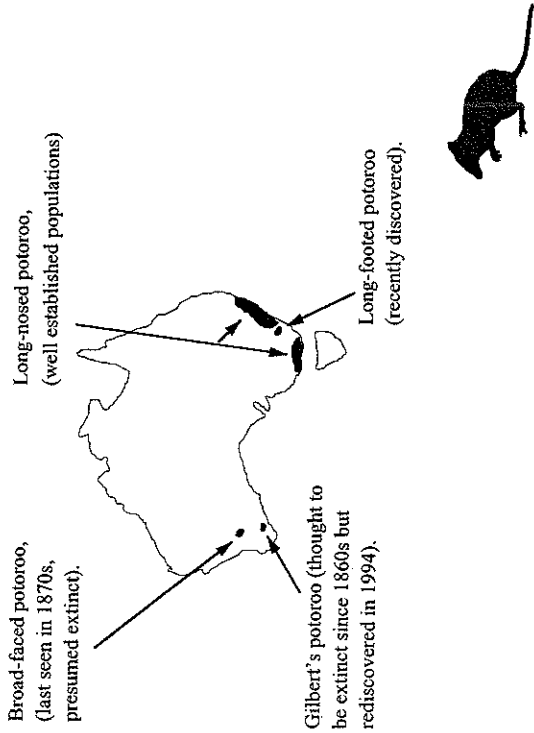 Broad-faced potoroo,
(last seen in 1870s,
presumed extinct).
Long-nosed potoroo,
(well established populations)
Gilbert's potoroo (thought to
be extinct since 1860s but
rediscovered in 1994).
Long-footed potoroo
(recently discovered).